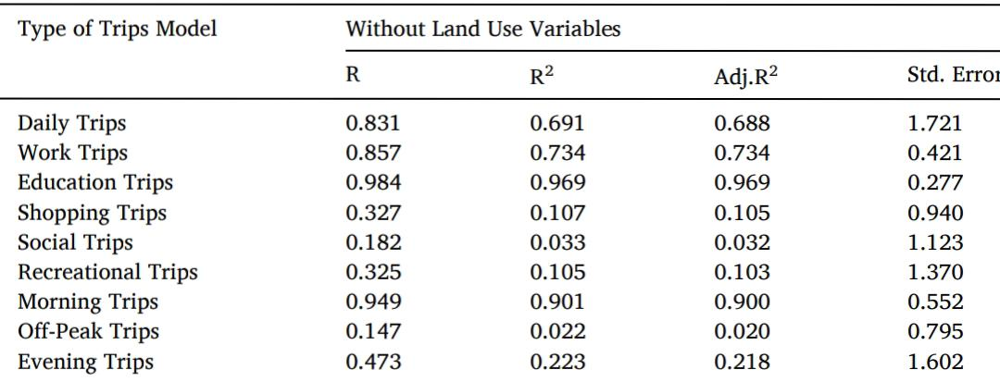 Type of Trips Model Without Land Use Variables
R R² Adj.R² Std. Error
Daily Trips 0.831 0.691 0.688 1.721
Work Trips 0.857 0.734 0.734 0.421
Education Trips 0.984 0.969 0.969 0.277
Shopping Trips 0.327 0.107 0.105 0.940
Social Trips 0.182 0.033 0.032 1.123
Recreational Trips 0.325 0.105 0.103 1.370
Morning Trips 0.949 0.901 0.900 0.552
Off-Peak Trips 0.147 0.022 0.020 0.795
Evening Trips 0.473 0.223 0.218 1.602